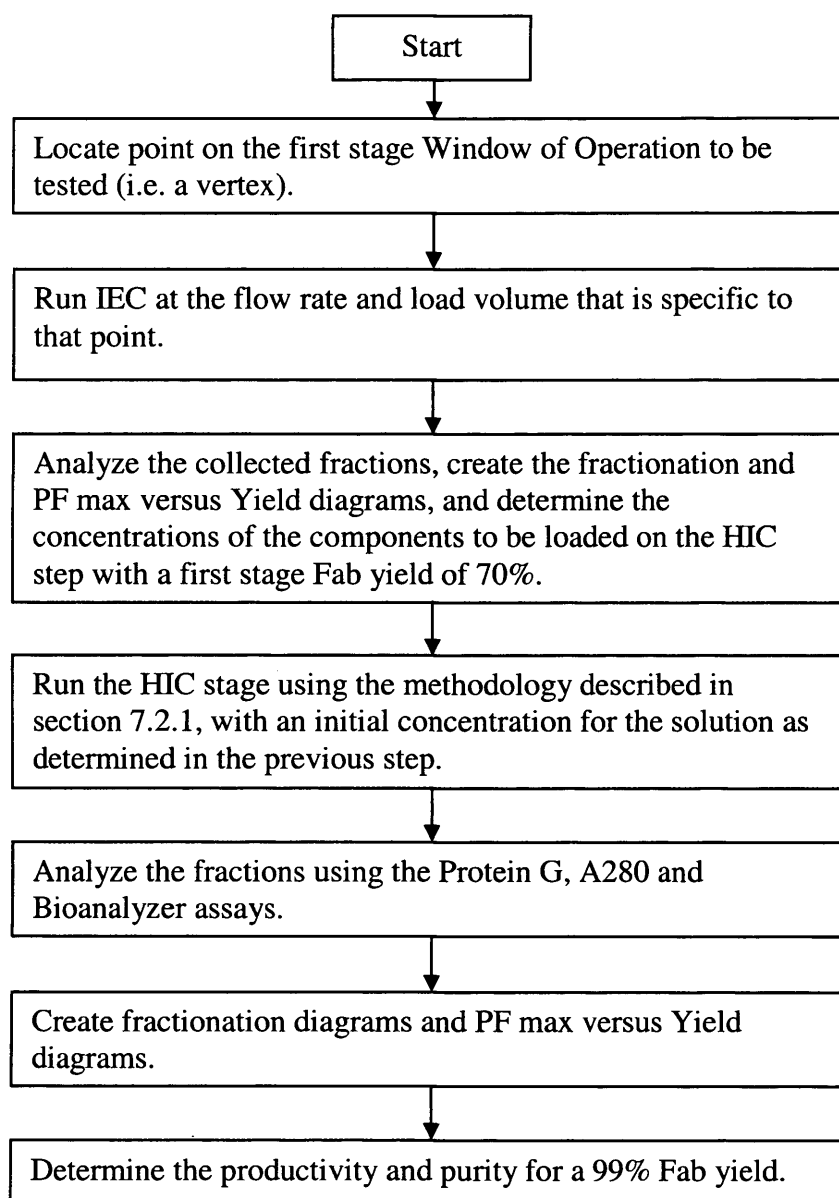 Start
Locate point on the first stage Window of Operation to be
tested (i.e. a vertex).
Run IEC at the flow rate and load volume that is specific to
that point.
Analyze the collected fractions, create the fractionation and
PF max versus Yield diagrams, and determine the
concentrations of the components to be loaded on the HIC
step with a first stage Fab yield of 70%.
Run the HIC stage using the methodology described in
section 7.2.1, with an initial concentration for the solution as
determined in the previous step.
Analyze the fractions using the Protein G, A280 and
Bioanalyzer assays.
Create fractionation diagrams and PF max versus Yield
diagrams.
Determine the productivity and purity for a 99% Fab yield.